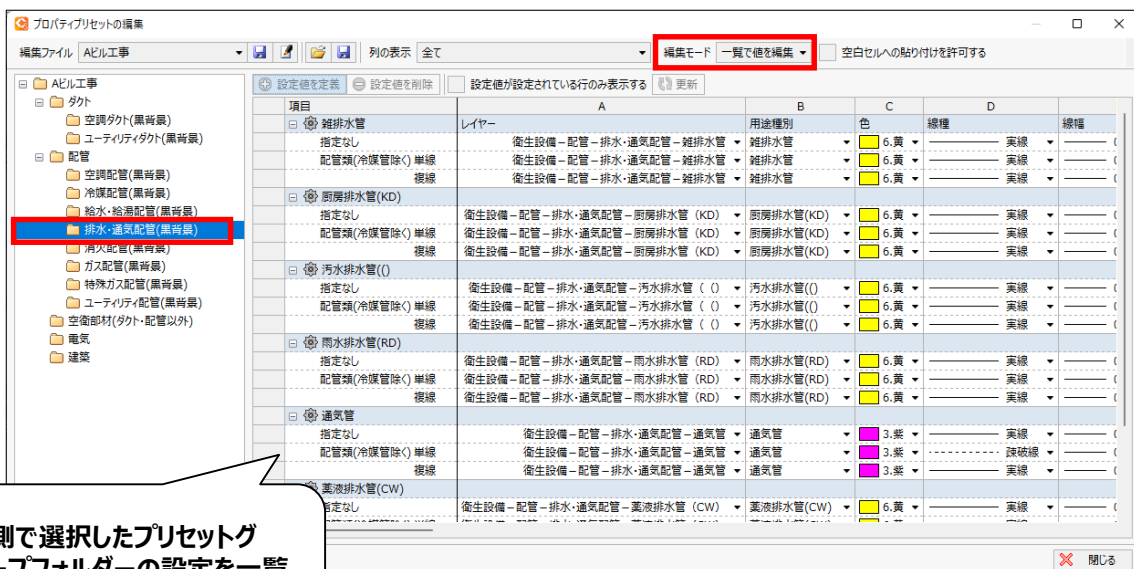 プロパティプリセットの編集
編集ファイル Aビル工事 列の表示 全て 編集モード 一覧で値を編集 空白セルへの貼り付けを許可する
設定値を定義 設定値を削除 設定値が設定されている行のみ表示する 更新
Aビル工事
ダクト
空調ダクト(黒背景)
ユーティリティダクト(黒背景)
配管
空調配管(黒背景)
冷媒配管(黒背景)
給水・給湯配管(黒背景)
排水・通気配管(黒背景)
消火配管(黒背景)
ガス配管(黒背景)
特殊ガス配管(黒背景)
ユーティリティ配管(黒背景)
空衛部材(ダクト・配管以外)
電気
建築
項目 A B C D
雑排水管 レイヤー 用途種別 色 線種 線幅
指定なし 衛生設備−配管−排水・通気配管−雑排水管 雑排水管 6.黄 実線
配管類(冷媒管除く) 単線 衛生設備−配管−排水・通気配管−雑排水管 雑排水管 6.黄 実線
複線 衛生設備−配管−排水・通気配管−雑排水管 雑排水管 6.黄 実線
厨房排水管(KD)
指定なし 衛生設備−配管−排水・通気配管−厨房排水管（KD） 厨房排水管(KD) 6.黄 実線
配管類(冷媒管除く) 単線 衛生設備−配管−排水・通気配管−厨房排水管（KD） 厨房排水管(KD) 6.黄 実線
複線 衛生設備−配管−排水・通気配管−厨房排水管（KD） 厨房排水管(KD) 6.黄 実線
汚水排水管(()
指定なし 衛生設備−配管−排水・通気配管−汚水排水管（ () 汚水排水管(() 6.黄 実線
配管類(冷媒管除く) 単線 衛生設備−配管−排水・通気配管−汚水排水管（ () 汚水排水管(() 6.黄 実線
複線 衛生設備−配管−排水・通気配管−汚水排水管（ () 汚水排水管(() 6.黄 実線
雨水排水管(RD)
指定なし 衛生設備−配管−排水・通気配管−雨水排水管（RD） 雨水排水管(RD) 6.黄 実線
配管類(冷媒管除く) 単線 衛生設備−配管−排水・通気配管−雨水排水管（RD） 雨水排水管(RD) 6.黄 実線
複線 衛生設備−配管−排水・通気配管−雨水排水管（RD） 雨水排水管(RD) 6.黄 実線
通気管
指定なし 衛生設備−配管−排水・通気配管−通気管 通気管 3.紫 実線
配管類(冷媒管除く) 単線 衛生設備−配管−排水・通気配管−通気管 通気管 3.紫 疎破線
複線 衛生設備−配管−排水・通気配管−通気管 通気管 3.紫 実線
薬液排水管(CW)
指定なし 衛生設備−配管−排水・通気配管−薬液排水管（CW） 薬液排水管(CW) 6.黄 実線
側で選択したプリセットグ
ープフォルダーの設定を一覧
閉じる